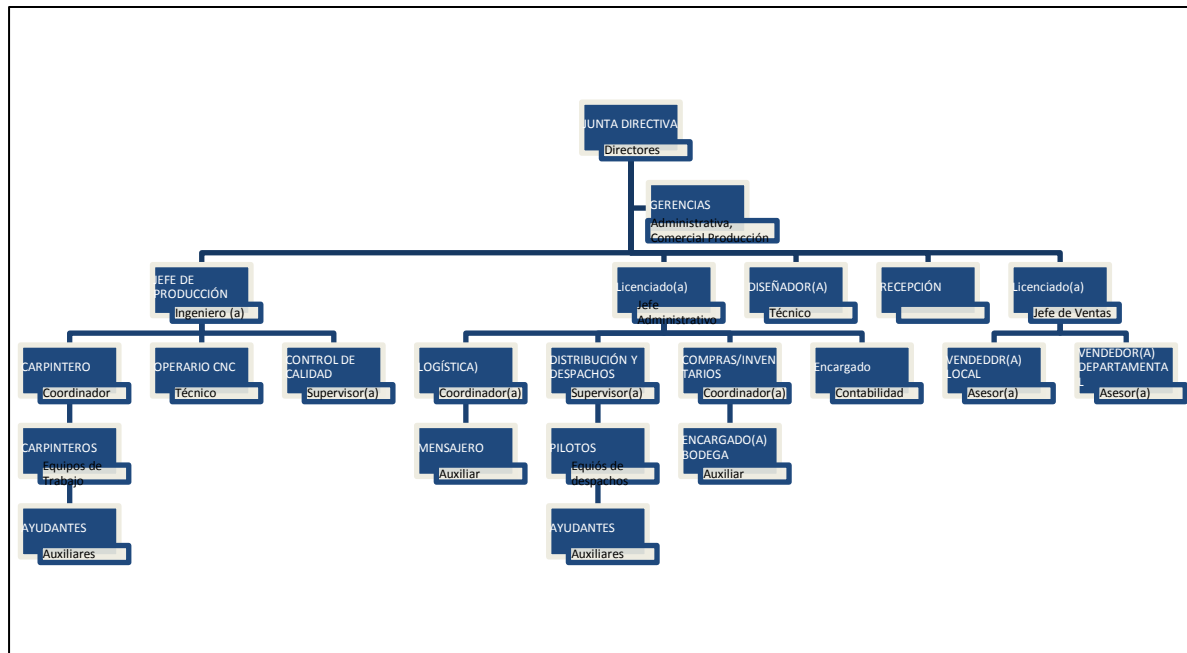 JUNTA DIRECTIVA
Directores
GERENCIAS
Administrativa,
Comercial Producción
JEFE DE
PRODUCCIÓN
Ingeniero (a)
Licenciado(a)
Jefe
Administrativo
DISEÑADOR(A)
Técnico
RECEPCIÓN
Licenciado(a)
Jefe de Ventas
CARPINTERO
Coordinador
OPERARIO CNC
Técnico
CONTROL DE
CALIDAD
Supervisor(a)
LOGÍSTICA)
Coordinador(a)
DISTRIBUCIÓN Y
DESPACHOS
Supervisor(a)
COMPRAS/INVEN
TARIOS
Coordinador(a)
Encargado
Contabilidad
VENDEDDR(A)
LOCAL
Asesor(a)
VENDEDOR(A)
DEPARTAMENTA
L
Asesor(a)
CARPINTEROS
Equipos de
Trabajo
MENSAJERO
Auxiliar
PILOTOS
Equiós de
despachos
ENCARGADO(A)
BODEGA
Auxiliar
AYUDANTES
Auxiliares
AYUDANTES
Auxiliares